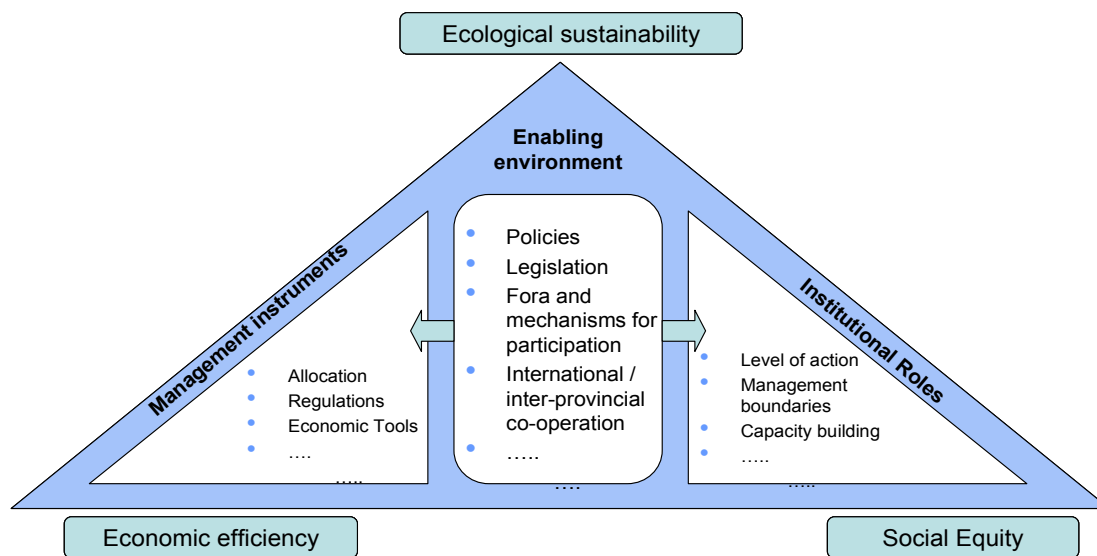 Ecological sustainability
Enabling
environment
Management instruments
Allocation
Regulations
Economic Tools
….
…..
Policies
Legislation
Fora and
mechanisms for
participation
International /
inter-provincial
co-operation
…..
….
Institutional Roles
Level of action
Management
boundaries
Capacity building
…..
…..
Economic efficiency
Social Equity